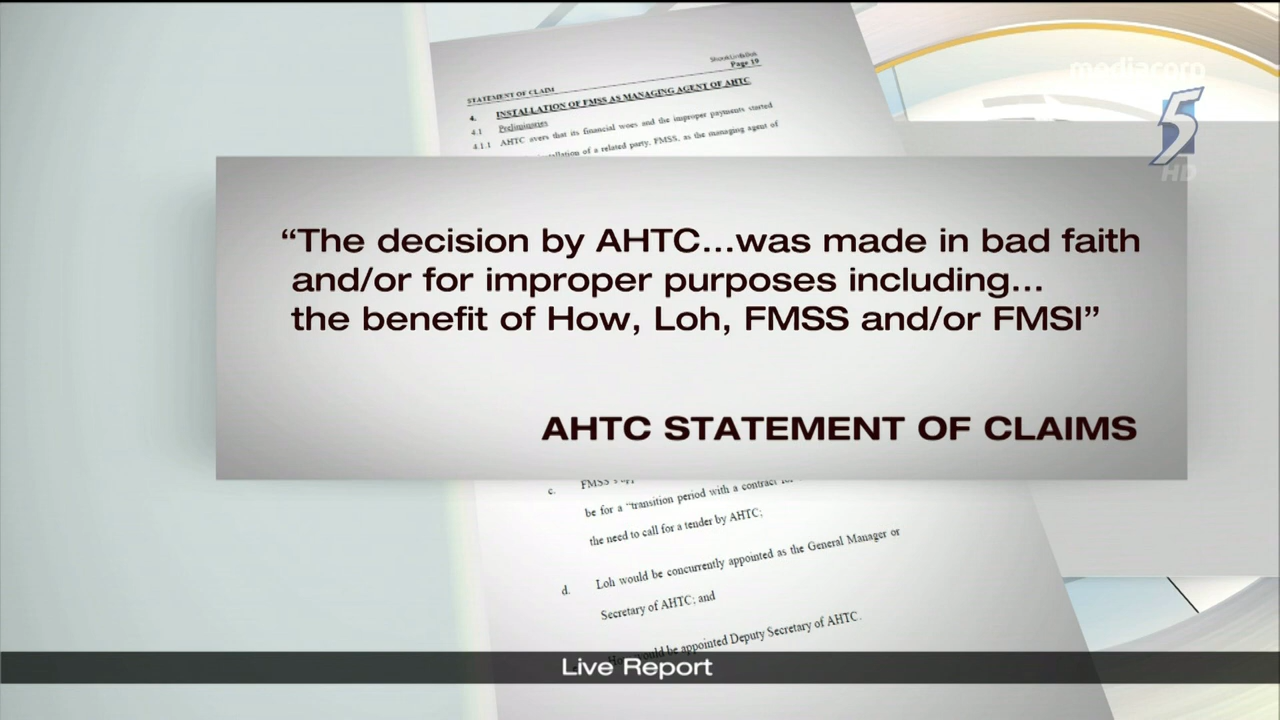 Page 19
STATEMENT OF CLAIM
4. INSTALLATION OF FMSS AS MANAGING AGENT OF AHTC
4.1 Preliminaries
4.1.1 AHTC avers that its financial woes and the improper payments started
of a related party, FMSS, as the managing agent of
mediacorp
5
HD
“The decision by AHTC...was made in bad faith
and/or for improper purposes including...
the benefit of How, Loh, FMSS and/or FMSI”
AHTC STATEMENT OF CLAIMS
c. FMSS's
be for a “transition period with a contract
the need to call for a tender by AHTC;
d. Loh would be concurrently appointed as the General Manager or
Secretary of AHTC; and
be appointed Deputy Secretary of AHTC.
Live Report